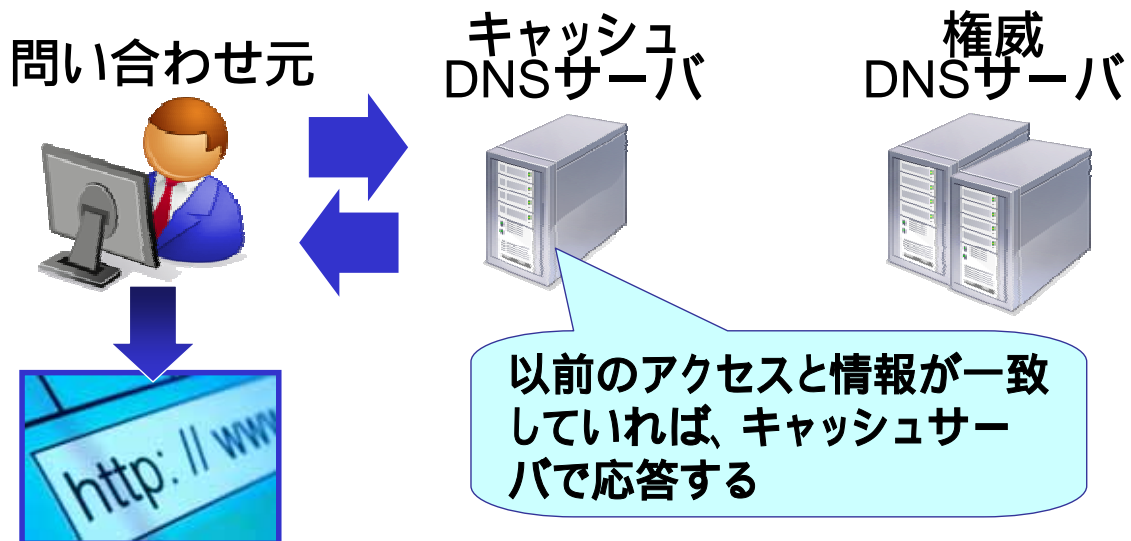 問い合わせ元
キャッシュ
DNSサーバ
権威
DNSサーバ
以前のアクセスと情報が一致
していれば、キャッシュサー
バで応答する
http: // www